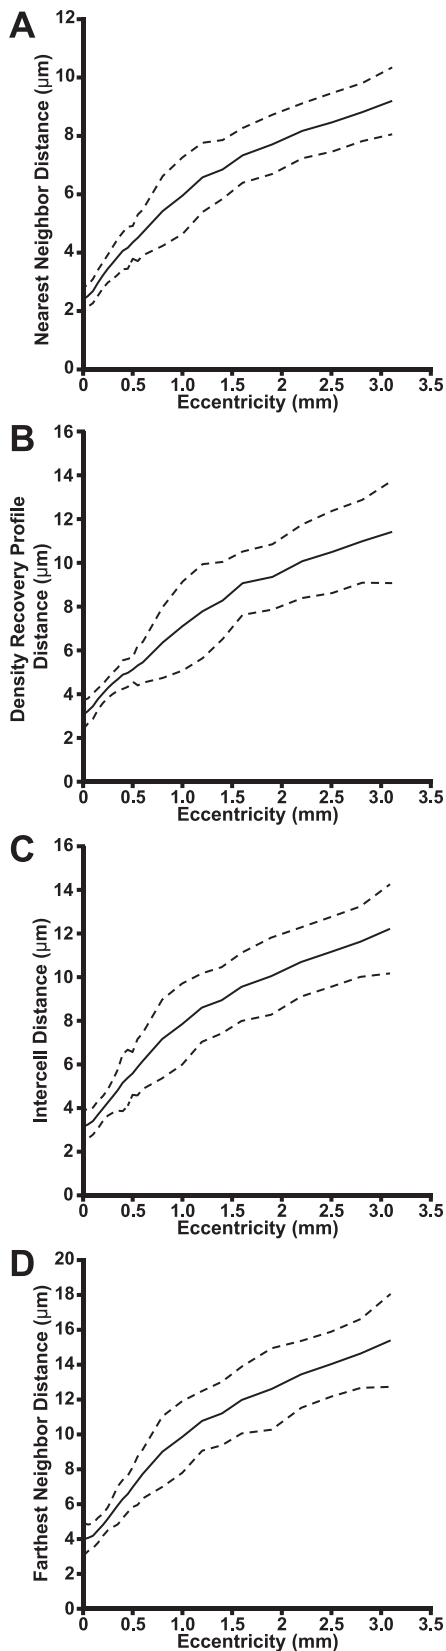 A
Nearest Neighbor Distance (µm)
12
10
8
6
4
2
0
0 0.5 1.0 1.5 2 2.5 3.0 3.5
Eccentricity (mm)
B
Density Recovery Profile
Distance (µm)
16
14
12
10
8
6
4
2
0
0 0.5 1.0 1.5 2 2.5 3.0 3.5
Eccentricity (mm)
C
Intercell Distance (µm)
16
14
12
10
8
6
4
2
0
0 0.5 1.0 1.5 2 2.5 3.0 3.5
Eccentricity (mm)
D
Farthest Neighbor Distance (µm)
20
18
16
14
12
10
8
6
4
2
0
0 0.5 1.0 1.5 2 2.5 3.0 3.5
Eccentricity (mm)